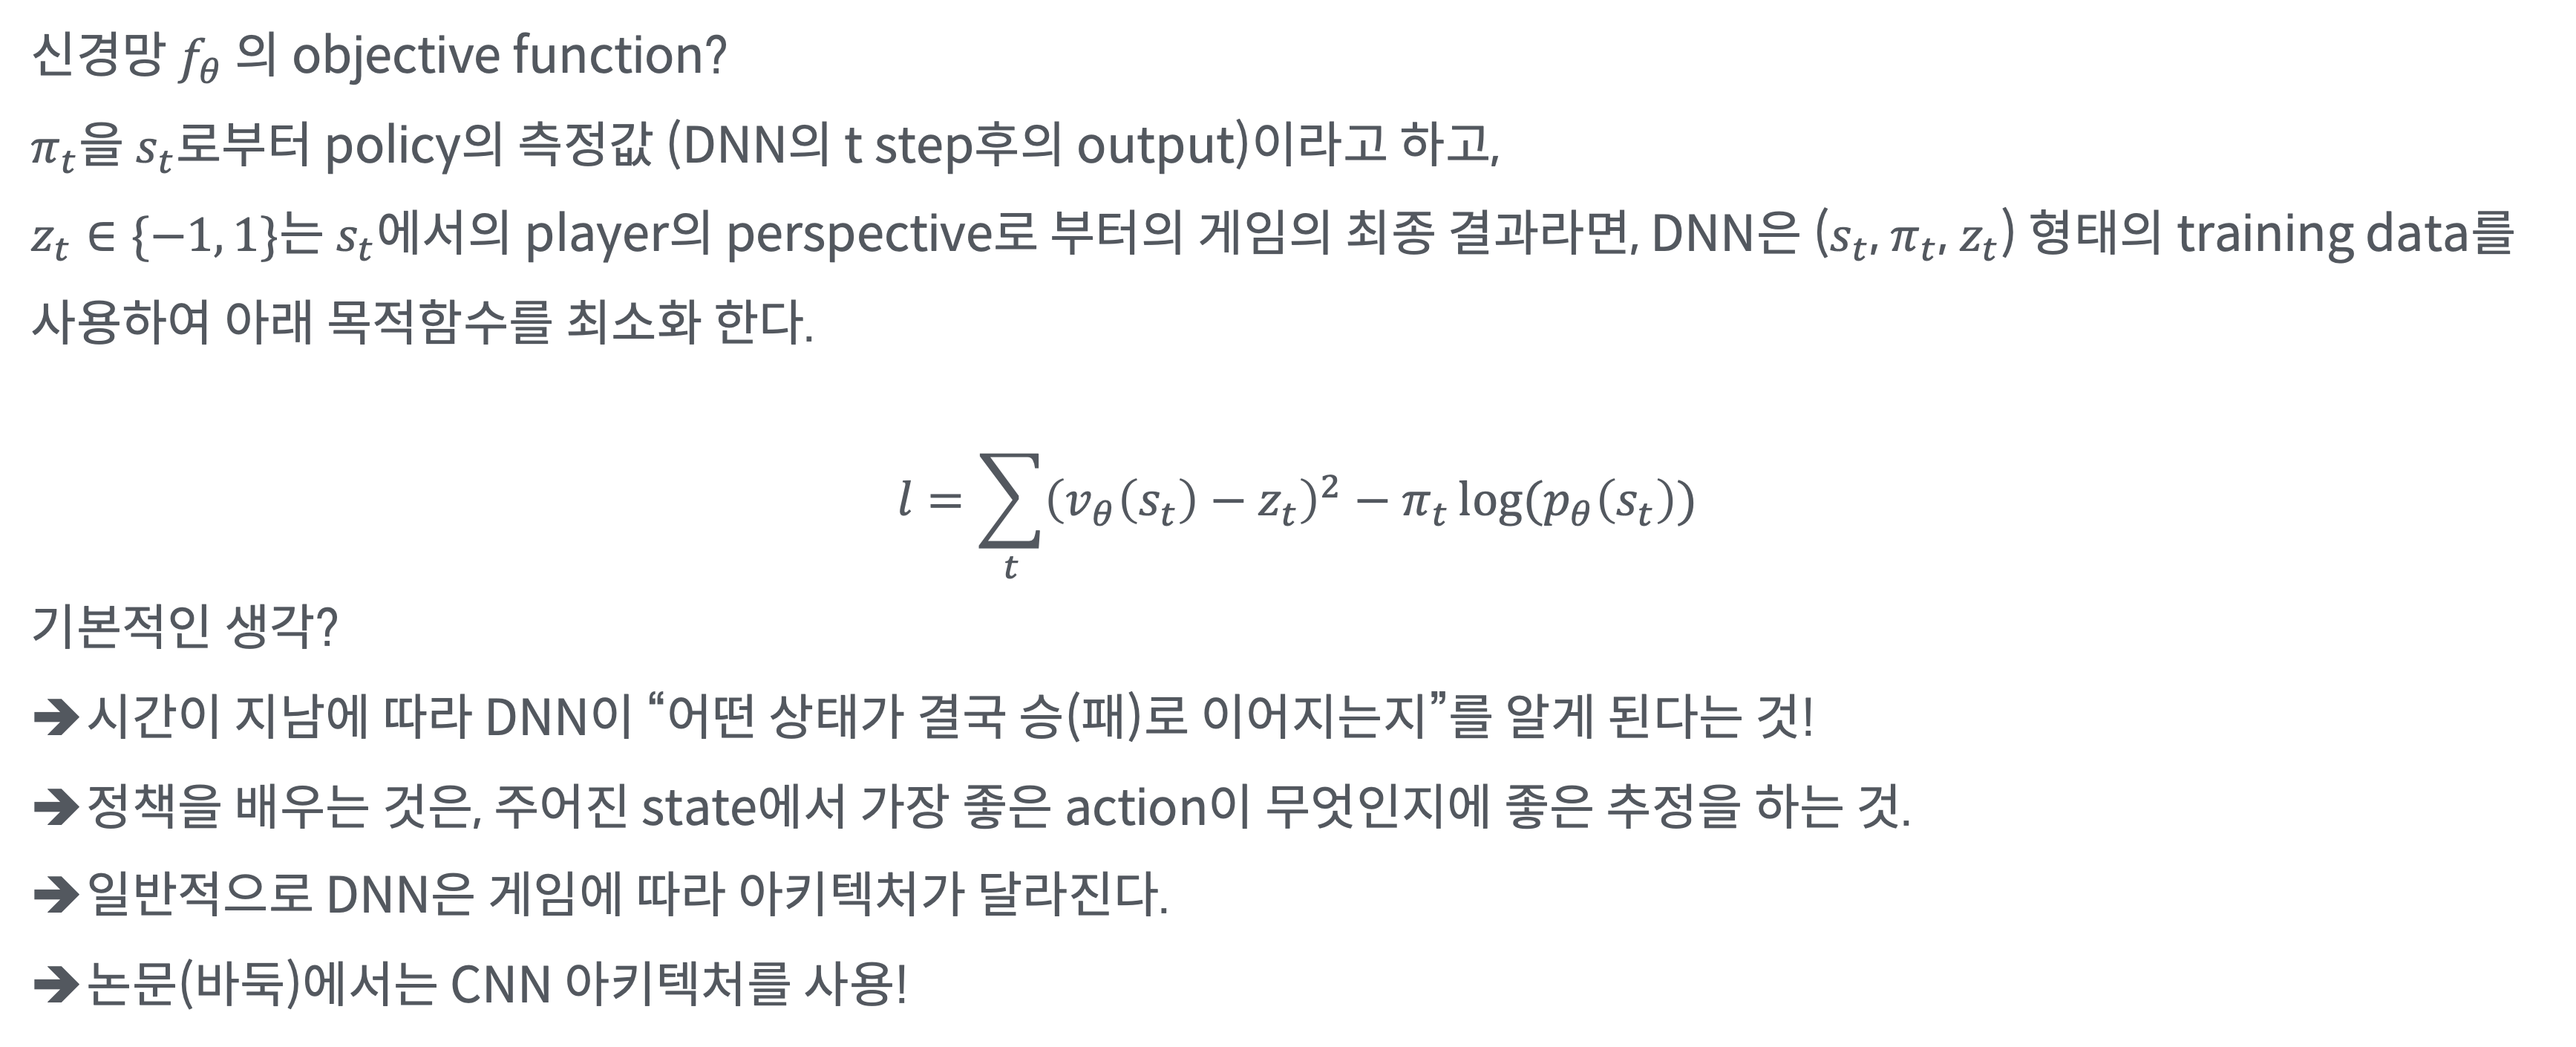 신경망 f_θ 의 objective function?
π_t을 s_t로부터 policy의 측정값 (DNN의 t step후의 output)이라고 하고,
z_t ∈ {−1, 1}는 s_t에서의 player의 perspective로 부터의 게임의 최종 결과라면, DNN은 (s_t, π_t, z_t) 형태의 training data를
사용하여 아래 목적함수를 최소화 한다.
l = ∑_t (v_θ(s_t) − z_t)² − π_t log(p_θ(s_t))
기본적인 생각?
➔ 시간이 지남에 따라 DNN이 “어떤 상태가 결국 승(패)로 이어지는지”를 알게 된다는 것!
➔ 정책을 배우는 것은, 주어진 state에서 가장 좋은 action이 무엇인지에 좋은 추정을 하는 것.
➔ 일반적으로 DNN은 게임에 따라 아키텍처가 달라진다.
➔ 논문(바둑)에서는 CNN 아키텍처를 사용!